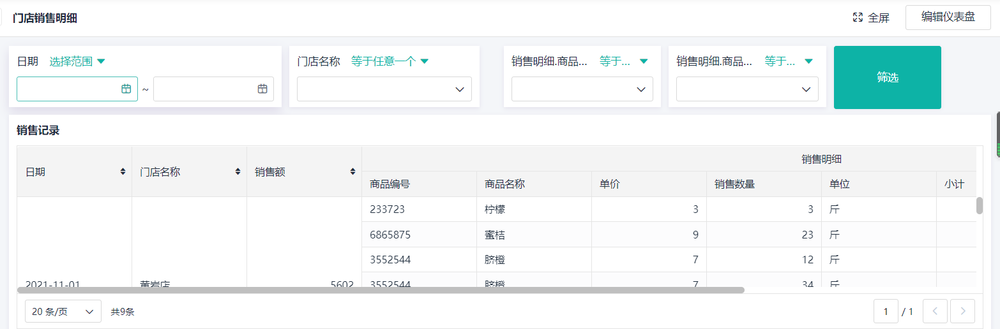 门店销售明细 全屏 编辑仪表盘
日期 选择范围 门店名称 等于任意一个 销售明细.商品... 等于... 销售明细.商品... 等于...
~
筛选
销售记录
日期 门店名称 销售额 销售明细
商品编号 商品名称 单价 销售数量 单位 小计
233723 柠檬 3 3 斤
6865875 蜜桔 9 23 斤
3552544 脐橙 7 12 斤
2021-11-01 黄岩店 5602 3552544 脐橙 7 34 斤
20 条/页 共9条 1 / 1